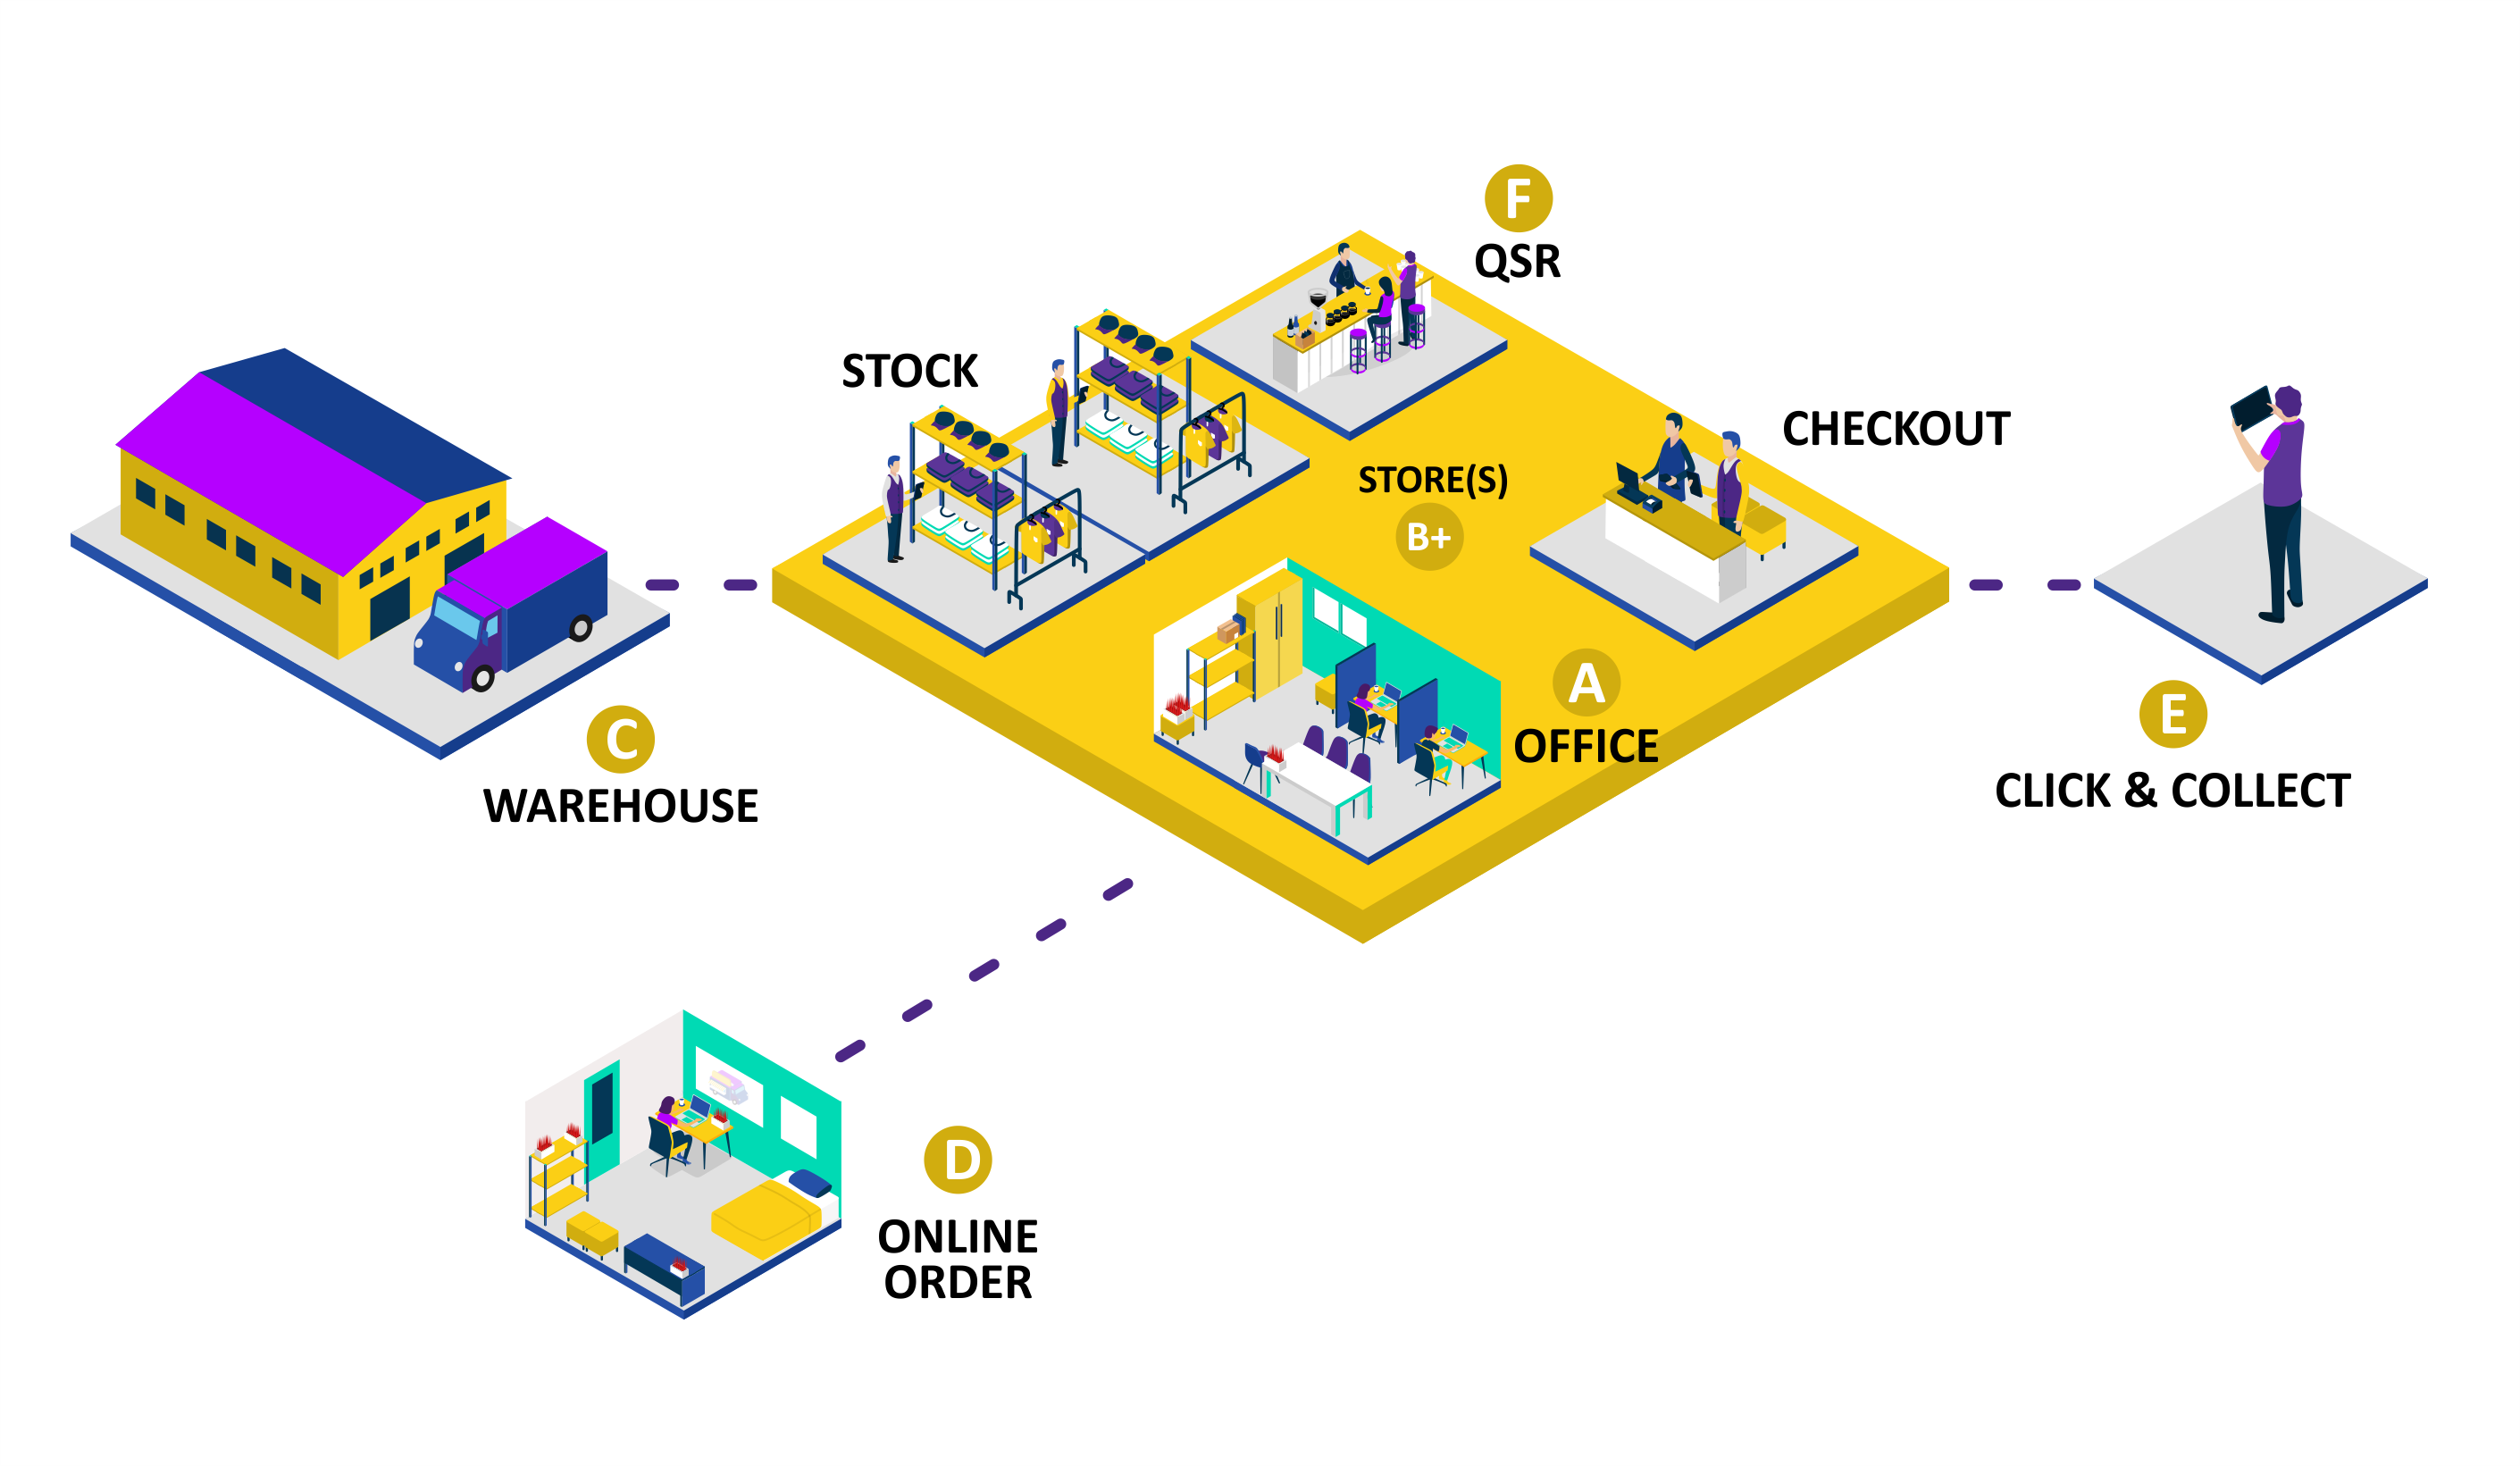 F
QSR
STOCK
CHECKOUT
STORE(S)
B+
A
OFFICE
C
WAREHOUSE
E
CLICK & COLLECT
D
ONLINE
ORDER